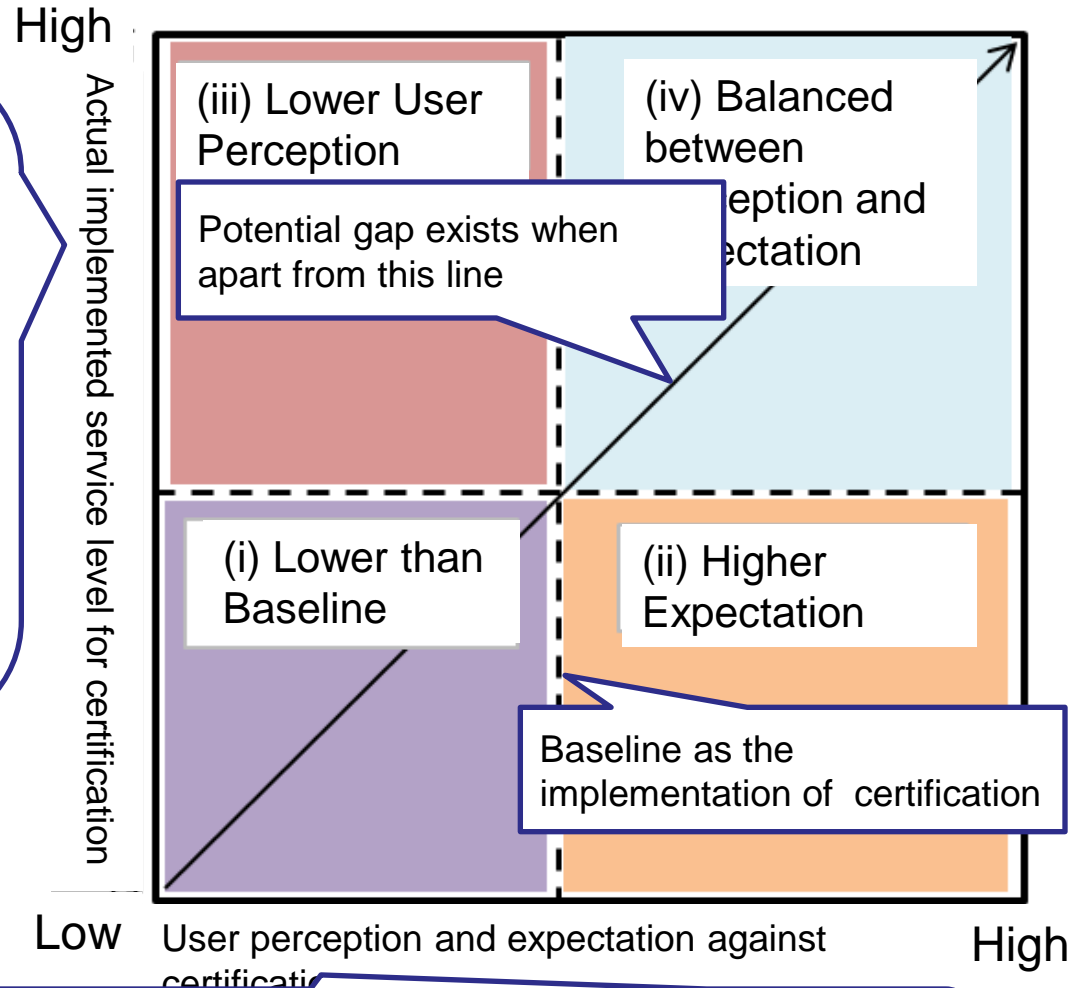 High
Actual implemented service level for certification
(iii) Lower User
Perception
(iv) Balanced
between
eption and
ectation
Potential gap exists when
apart from this line
(i) Lower than
Baseline
(ii) Higher
Expectation
Baseline as the
implementation of certification
Low
User perception and expectation against
High